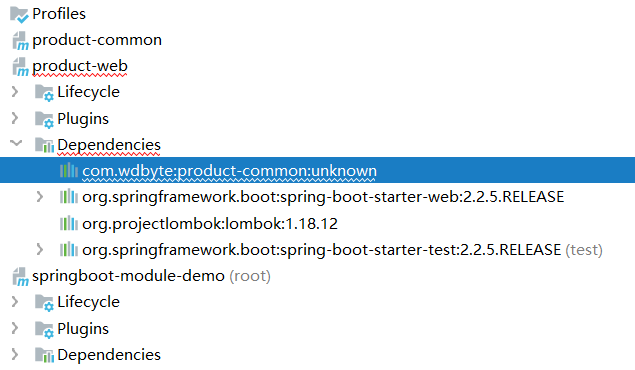 Profiles
product-common
product-web
Lifecycle
Plugins
Dependencies
com.wdbyte:product-common:unknown
org.springframework.boot:spring-boot-starter-web:2.2.5.RELEASE
org.projectlombok:lombok:1.18.12
org.springframework.boot:spring-boot-starter-test:2.2.5.RELEASE (test)
springboot-module-demo (root)
Lifecycle
Plugins
Dependencies